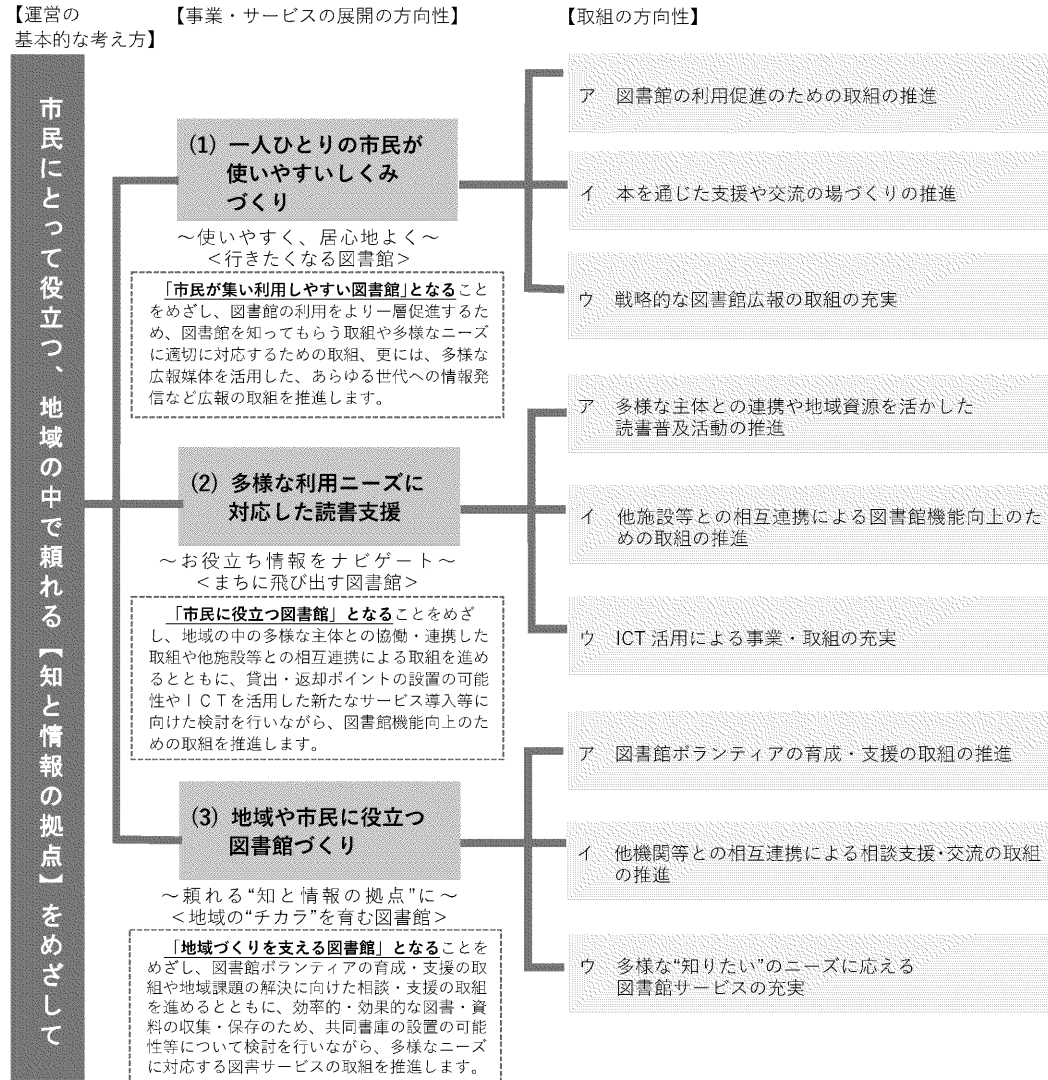 【運営の
基本的な考え方】
【事業・サービスの展開の方向性】
【取組の方向性】
市民にとって役立つ、地域の中で頼れる【知と情報の拠点】をめざして
(1) 一人ひとりの市民が
使いやすいしくみ
づくり
～使いやすく、居心地よく～
＜行きたくなる図書館＞
「市民が集い利用しやすい図書館」となること
をめざし、図書館の利用をより一層促進するた
め、図書館を知ってもらう取組や多様なニーズ
に適切に対応するための取組、更には、多様な
広報媒体を活用した、あらゆる世代への情報発
信など広報の取組を推進します。
ア 図書館の利用促進のための取組の推進
イ 本を通じた支援や交流の場づくりの推進
ウ 戦略的な図書館広報の取組の充実
(2) 多様な利用ニーズに
対応した読書支援
～お役立ち情報をナビゲート～
＜まちに飛び出す図書館＞
「市民に役立つ図書館」となることをめざ
し、地域の中の多様な主体との協働・連携した
取組や他施設等との相互連携による取組を進め
るとともに、貸出・返却ポイントの設置の可能
性やＩＣＴを活用した新たなサービス導入等に
向けた検討を行いながら、図書館機能向上のた
めの取組を推進します。
ア 多様な主体との連携や地域資源を活かした
読書普及活動の推進
イ 他施設等との相互連携による図書館機能向上のた
めの取組の推進
ウ ICT 活用による事業・取組の充実
(3) 地域や市民に役立つ
図書館づくり
～頼れる“知と情報の拠点”に～
＜地域の“チカラ”を育む図書館＞
「地域づくりを支える図書館」となることを
めざし、図書館ボランティアの育成・支援の取
組や地域課題の解決に向けた相談・支援の取組
を進めるとともに、効率的・効果的な図書・資
料の収集・保存のため、共同書庫の設置の可能
性等について検討を行いながら、多様なニーズ
に対応する図書サービスの取組を推進します。
ア 図書館ボランティアの育成・支援の取組の推進
イ 他機関等との相互連携による相談支援・交流の取組
の推進
ウ 多様な“知りたい”のニーズに応える
図書館サービスの充実